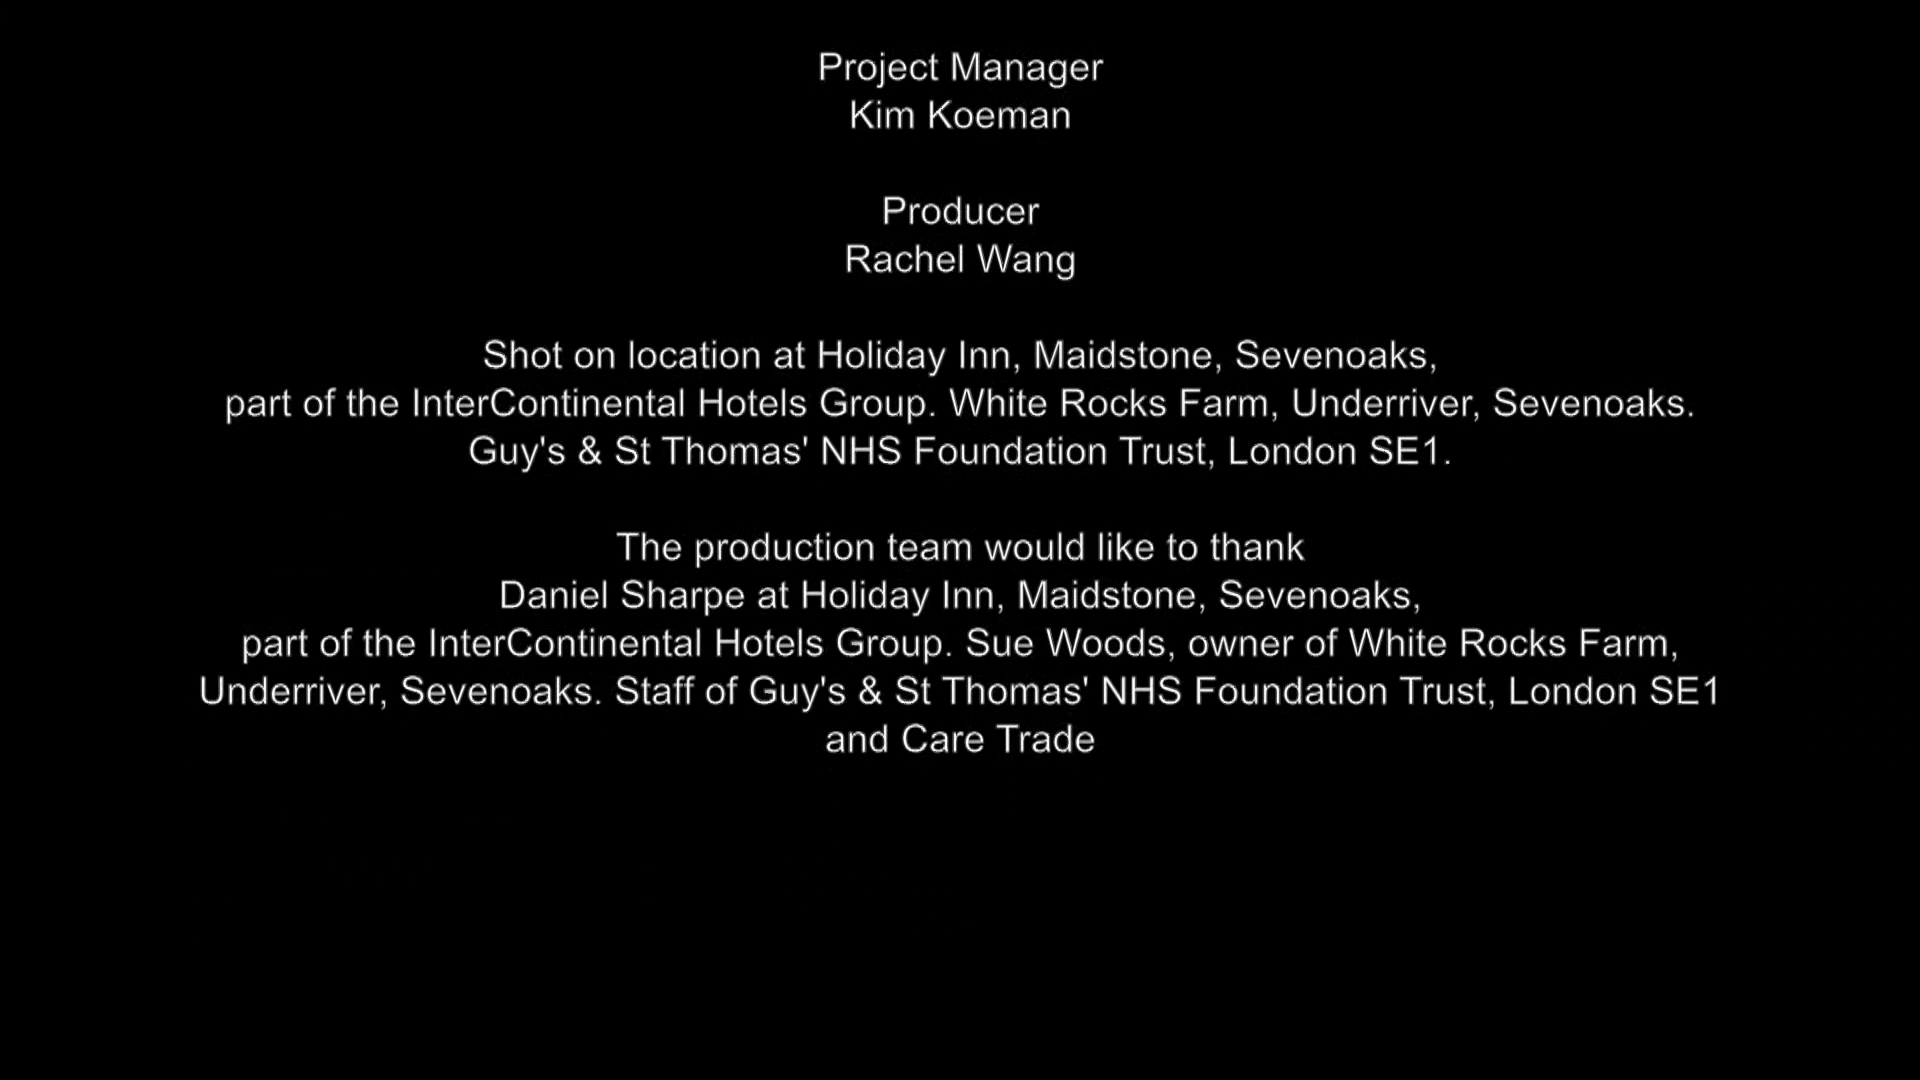 Project Manager
Kim Koeman
Producer
Rachel Wang
Shot on location at Holiday Inn, Maidstone, Sevenoaks,
part of the InterContinental Hotels Group. White Rocks Farm, Underriver, Sevenoaks.
Guy's & St Thomas' NHS Foundation Trust, London SE1.
The production team would like to thank
Daniel Sharpe at Holiday Inn, Maidstone, Sevenoaks,
part of the InterContinental Hotels Group. Sue Woods, owner of White Rocks Farm,
Underriver, Sevenoaks. Staff of Guy's & St Thomas' NHS Foundation Trust, London SE1
and Care Trade